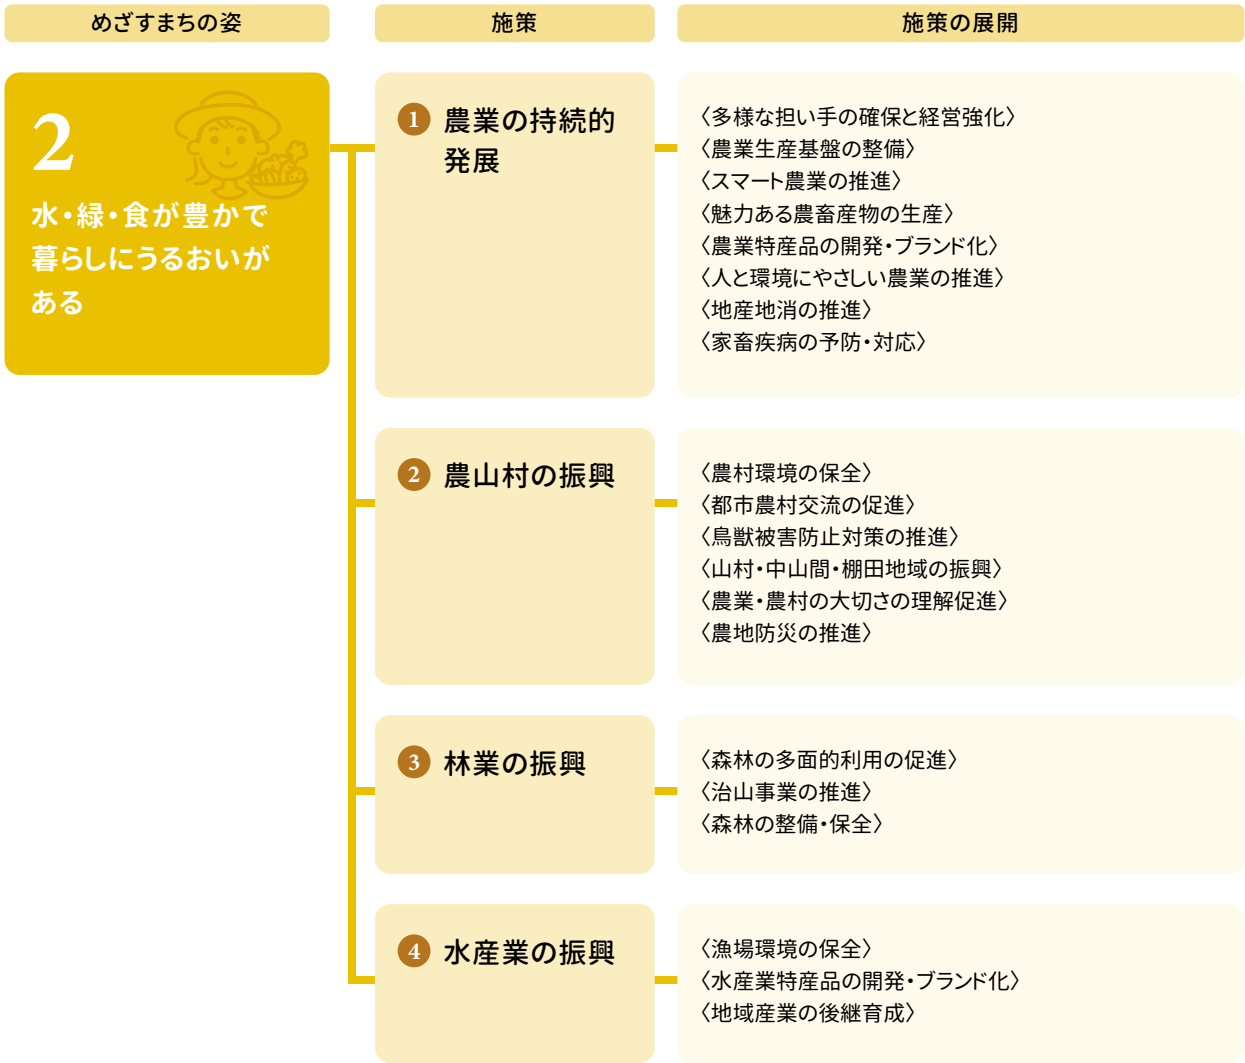 めざすまちの姿
施策
施策の展開
2
水・緑・食が豊かで
暮らしにうるおいが
ある
1 農業の持続的
発展
〈多様な担い手の確保と経営強化〉
〈農業生産基盤の整備〉
〈スマート農業の推進〉
〈魅力ある農畜産物の生産〉
〈農業特産品の開発・ブランド化〉
〈人と環境にやさしい農業の推進〉
〈地産地消の推進〉
〈家畜疾病の予防・対応〉
2 農山村の振興
〈農村環境の保全〉
〈都市農村交流の促進〉
〈鳥獣被害防止対策の推進〉
〈山村・中山間・棚田地域の振興〉
〈農業・農村の大切さの理解促進〉
〈農地防災の推進〉
3 林業の振興
〈森林の多面的利用の促進〉
〈治山事業の推進〉
〈森林の整備・保全〉
4 水産業の振興
〈漁場環境の保全〉
〈水産業特産品の開発・ブランド化〉
〈地域産業の後継育成〉